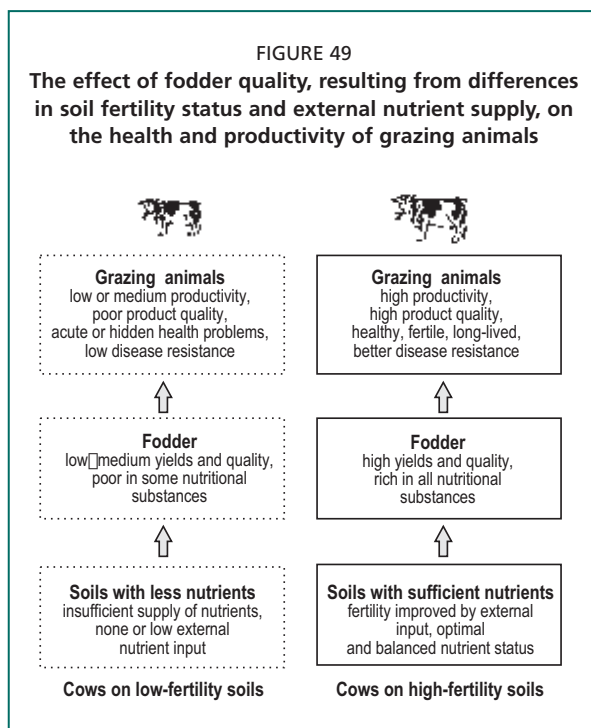 FIGURE 49
The effect of fodder quality, resulting from differences
in soil fertility status and external nutrient supply, on
the health and productivity of grazing animals
Grazing animals
low or medium productivity,
poor product quality,
acute or hidden health problems,
low disease resistance
Fodder
low□medium yields and quality,
poor in some nutritional
substances
Soils with less nutrients
insufficient supply of nutrients,
none or low external
nutrient input
Cows on low-fertility soils
Grazing animals
high productivity,
high product quality,
healthy, fertile, long-lived,
better disease resistance
Fodder
high yields and quality,
rich in all nutritional
substances
Soils with sufficient nutrients
fertility improved by external
input, optimal
and balanced nutrient status
Cows on high-fertility soils